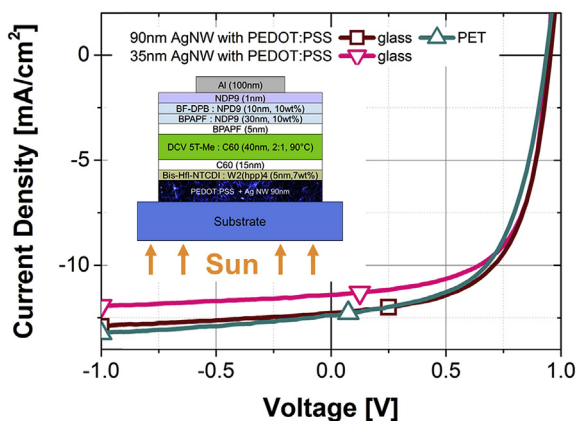 90nm AgNW with PEDOT:PSS glass PET
35nm AgNW with PEDOT:PSS glass
Al (100nm)
NDP9 (1nm)
BF-DPB : NPD9 (10nm, 10wt%)
BPAPF : NDP9 (30nm, 10wt%)
BPAPF (5nm)
DCV 5T-Me : C60 (40nm, 2:1, 90°C)
C60 (15nm)
Bis-Hfl-NTCDI : W2(hpp)4 (5nm,7wt%)
PEDOT:PSS + Ag NW 90nm
Substrate
Sun
Current Density [mA/cm²]
0
-5
-10
-1.0 -0.5 0.0 0.5 1.0
Voltage [V]